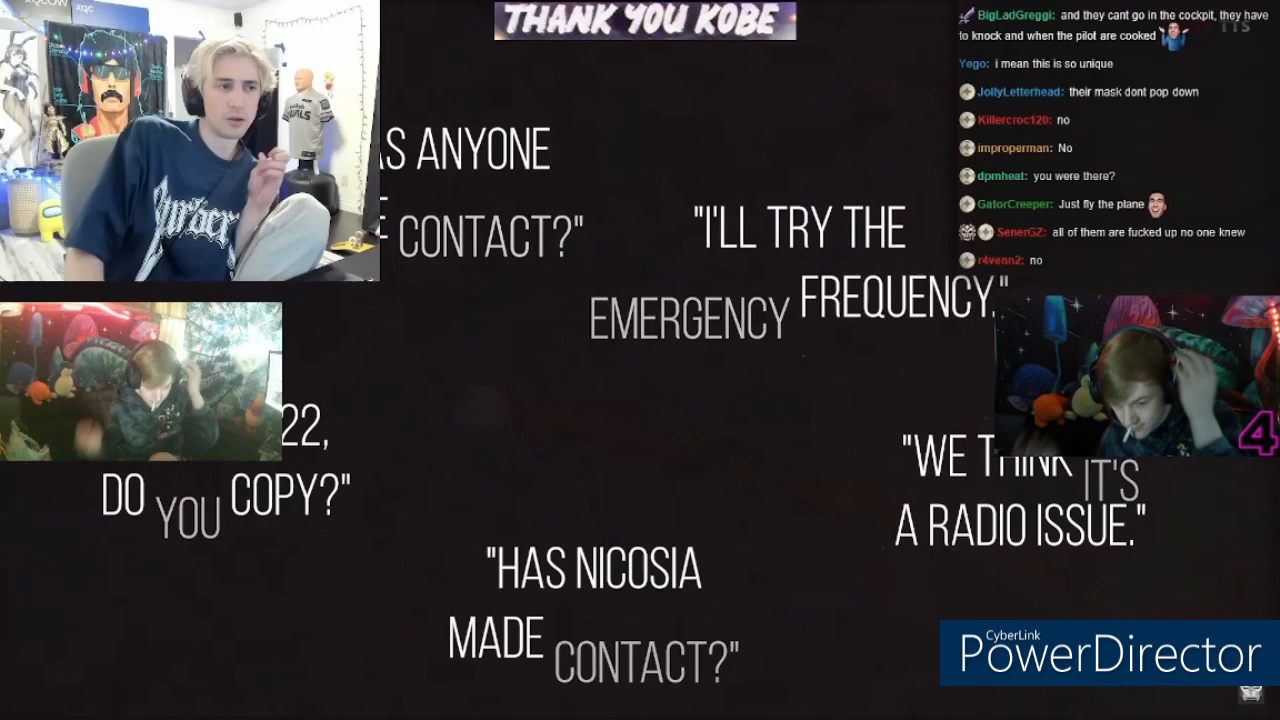 xqc
THANK YOU KOBE
BigLadGreggi: and they cant go in the cockpit, they have
to knock and when the pilot are cooked
TTS
Yego: i mean this is so unique
JollyLetterhead: their mask dont pop down
Killercroc120: no
improperman: No
dpmheat: you were there?
GatorCreeper: Just fly the plane
SenerGZ: all of them are fucked up no one knew
r4venn2: no
AS ANYONE
CONTACT?"
"I'LL TRY THE
EMERGENCY FREQUENCY."
22,
DO YOU COPY?"
"WE THINK IT'S
A RADIO ISSUE."
4
"HAS NICOSIA
MADE CONTACT?"
CyberLink
PowerDirector